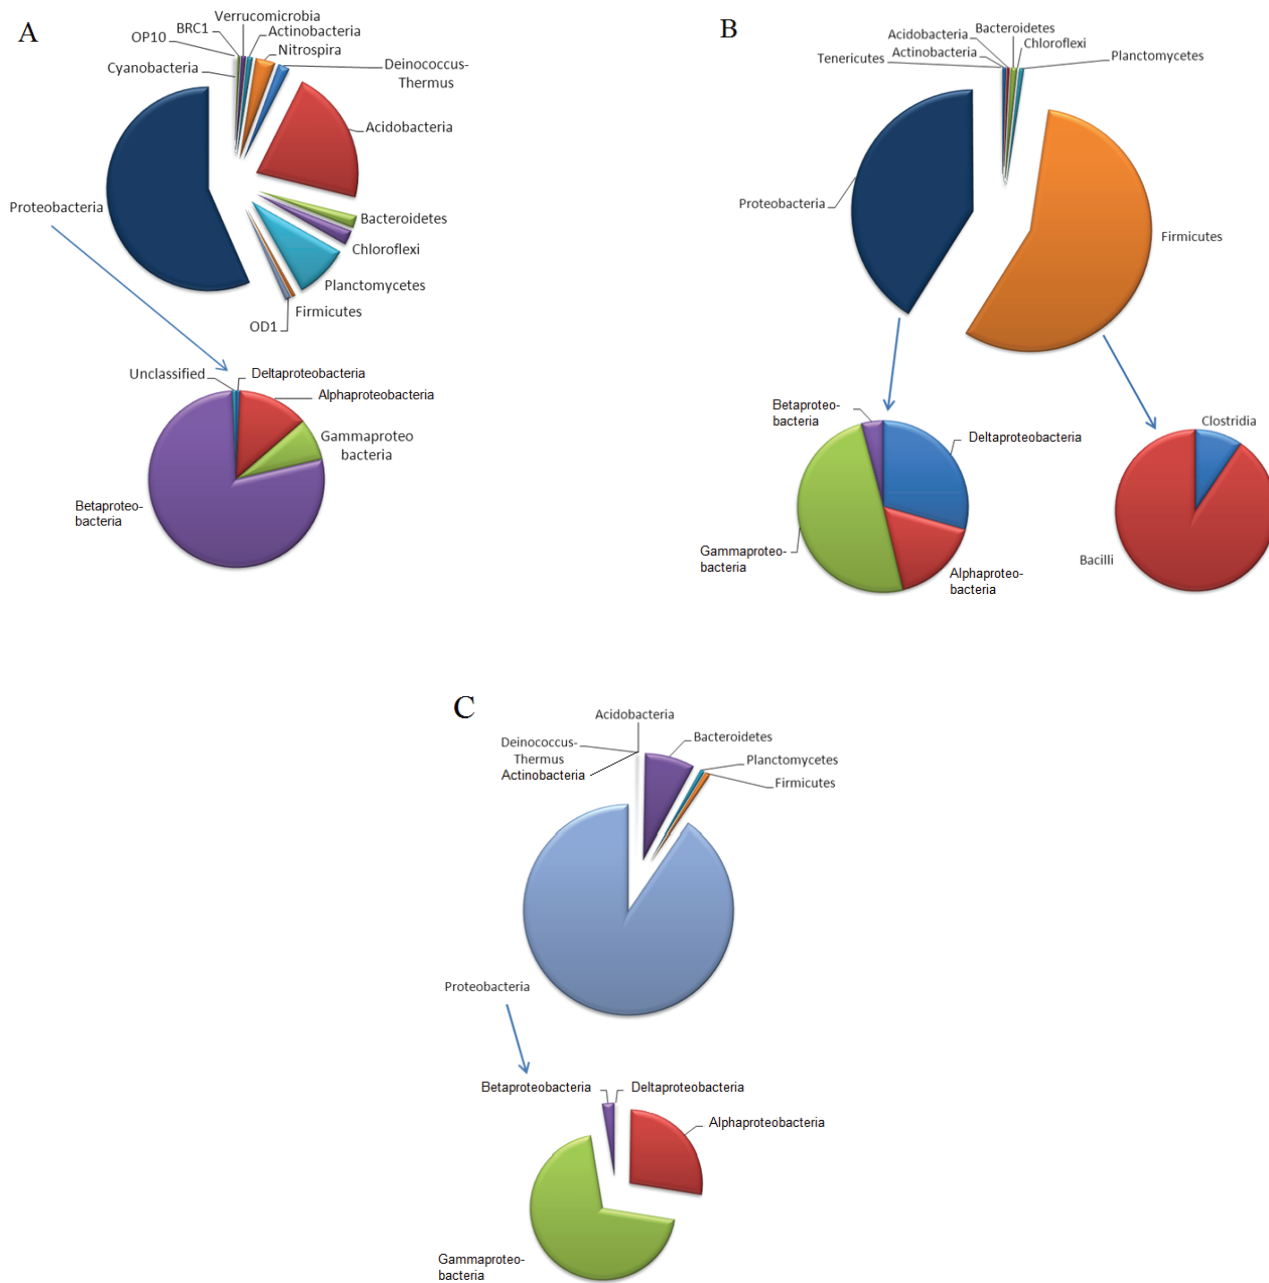 A
Verrucomicrobia
BRC1
Actinobacteria
OP10
Nitrospira
Cyanobacteria
Deinococcus-
Thermus
Acidobacteria
Proteobacteria
Bacteroidetes
Chloroflexi
Planctomycetes
Firmicutes
OD1
Unclassified
Deltaproteobacteria
Alphaproteobacteria
Gammaproteo
bacteria
Betaproteo-
bacteria
B
Bacteroidetes
Acidobacteria
Chloroflexi
Actinobacteria
Tenericutes
Planctomycetes
Proteobacteria
Firmicutes
Betaproteo-
bacteria
Deltaproteobacteria
Gammaproteo-
bacteria
Alphaproteo-
bacteria
Clostridia
Bacilli
C
Acidobacteria
Deinococcus-
Thermus
Actinobacteria
Bacteroidetes
Planctomycetes
Firmicutes
Proteobacteria
Betaproteobacteria
Deltaproteobacteria
Alphaproteobacteria
Gammaproteo-
bacteria